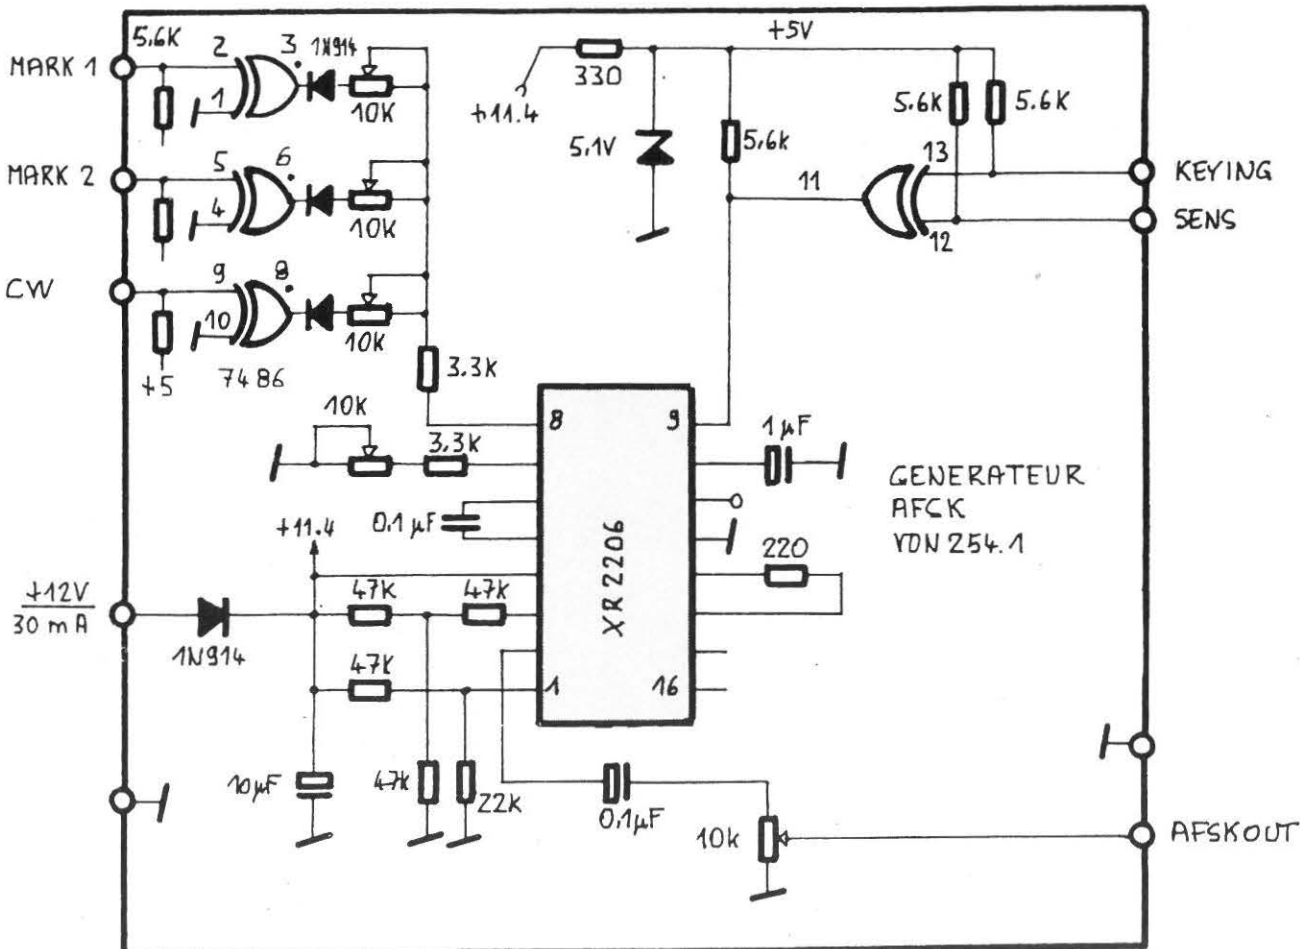 5.6K
MARK 1
2
3
1N914
1
10K
MARK 2
5
6
4
10K
CW
9
8
10
10K
+5
7486
3.3K
+5V
330
+11.4
5.1V
5.6K
5.6K
5.6K
13
11
12
KEYING
SENS
10K
3.3K
8
9
1µF
0.1µF
+11.4
XR2206
GENERATEUR
AFCK
VON 254.1
220
+12V
30 mA
1N914
47K
47K
47K
1
16
10µF
47K
22K
0.1µF
10K
AFSKOUT